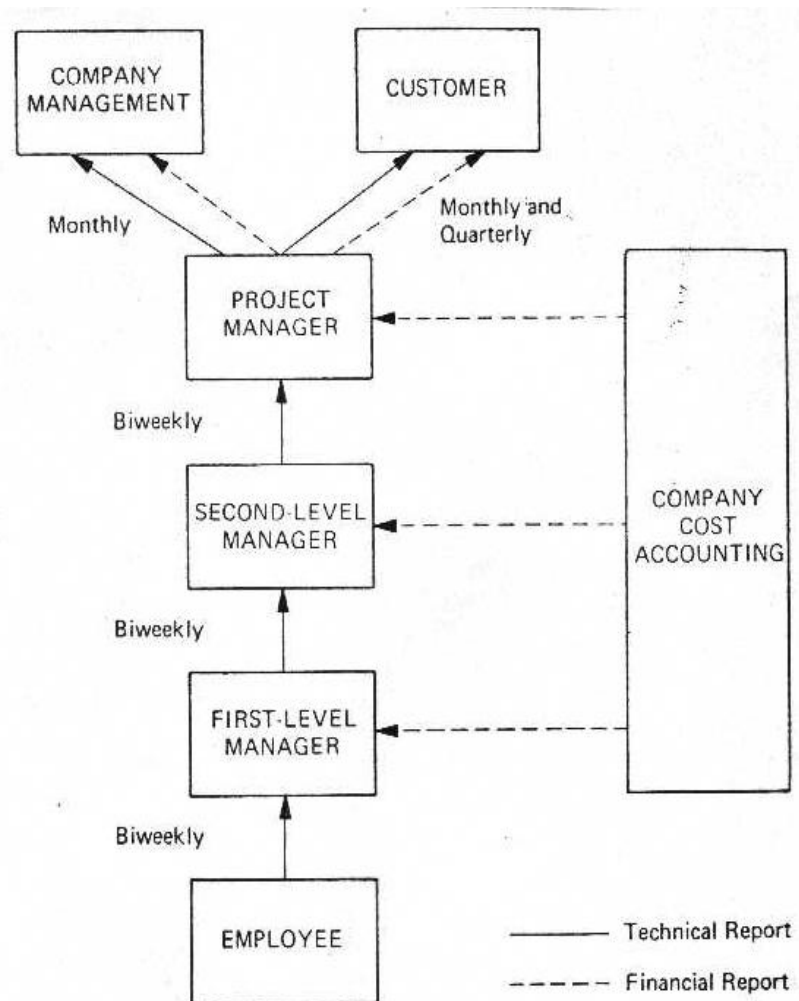 COMPANY
MANAGEMENT
CUSTOMER
Monthly
Monthly and
Quarterly
PROJECT
MANAGER
Biweekly
SECOND-LEVEL
MANAGER
COMPANY
COST
ACCOUNTING
Biweekly
FIRST-LEVEL
MANAGER
Biweekly
EMPLOYEE
Technical Report
Financial Report